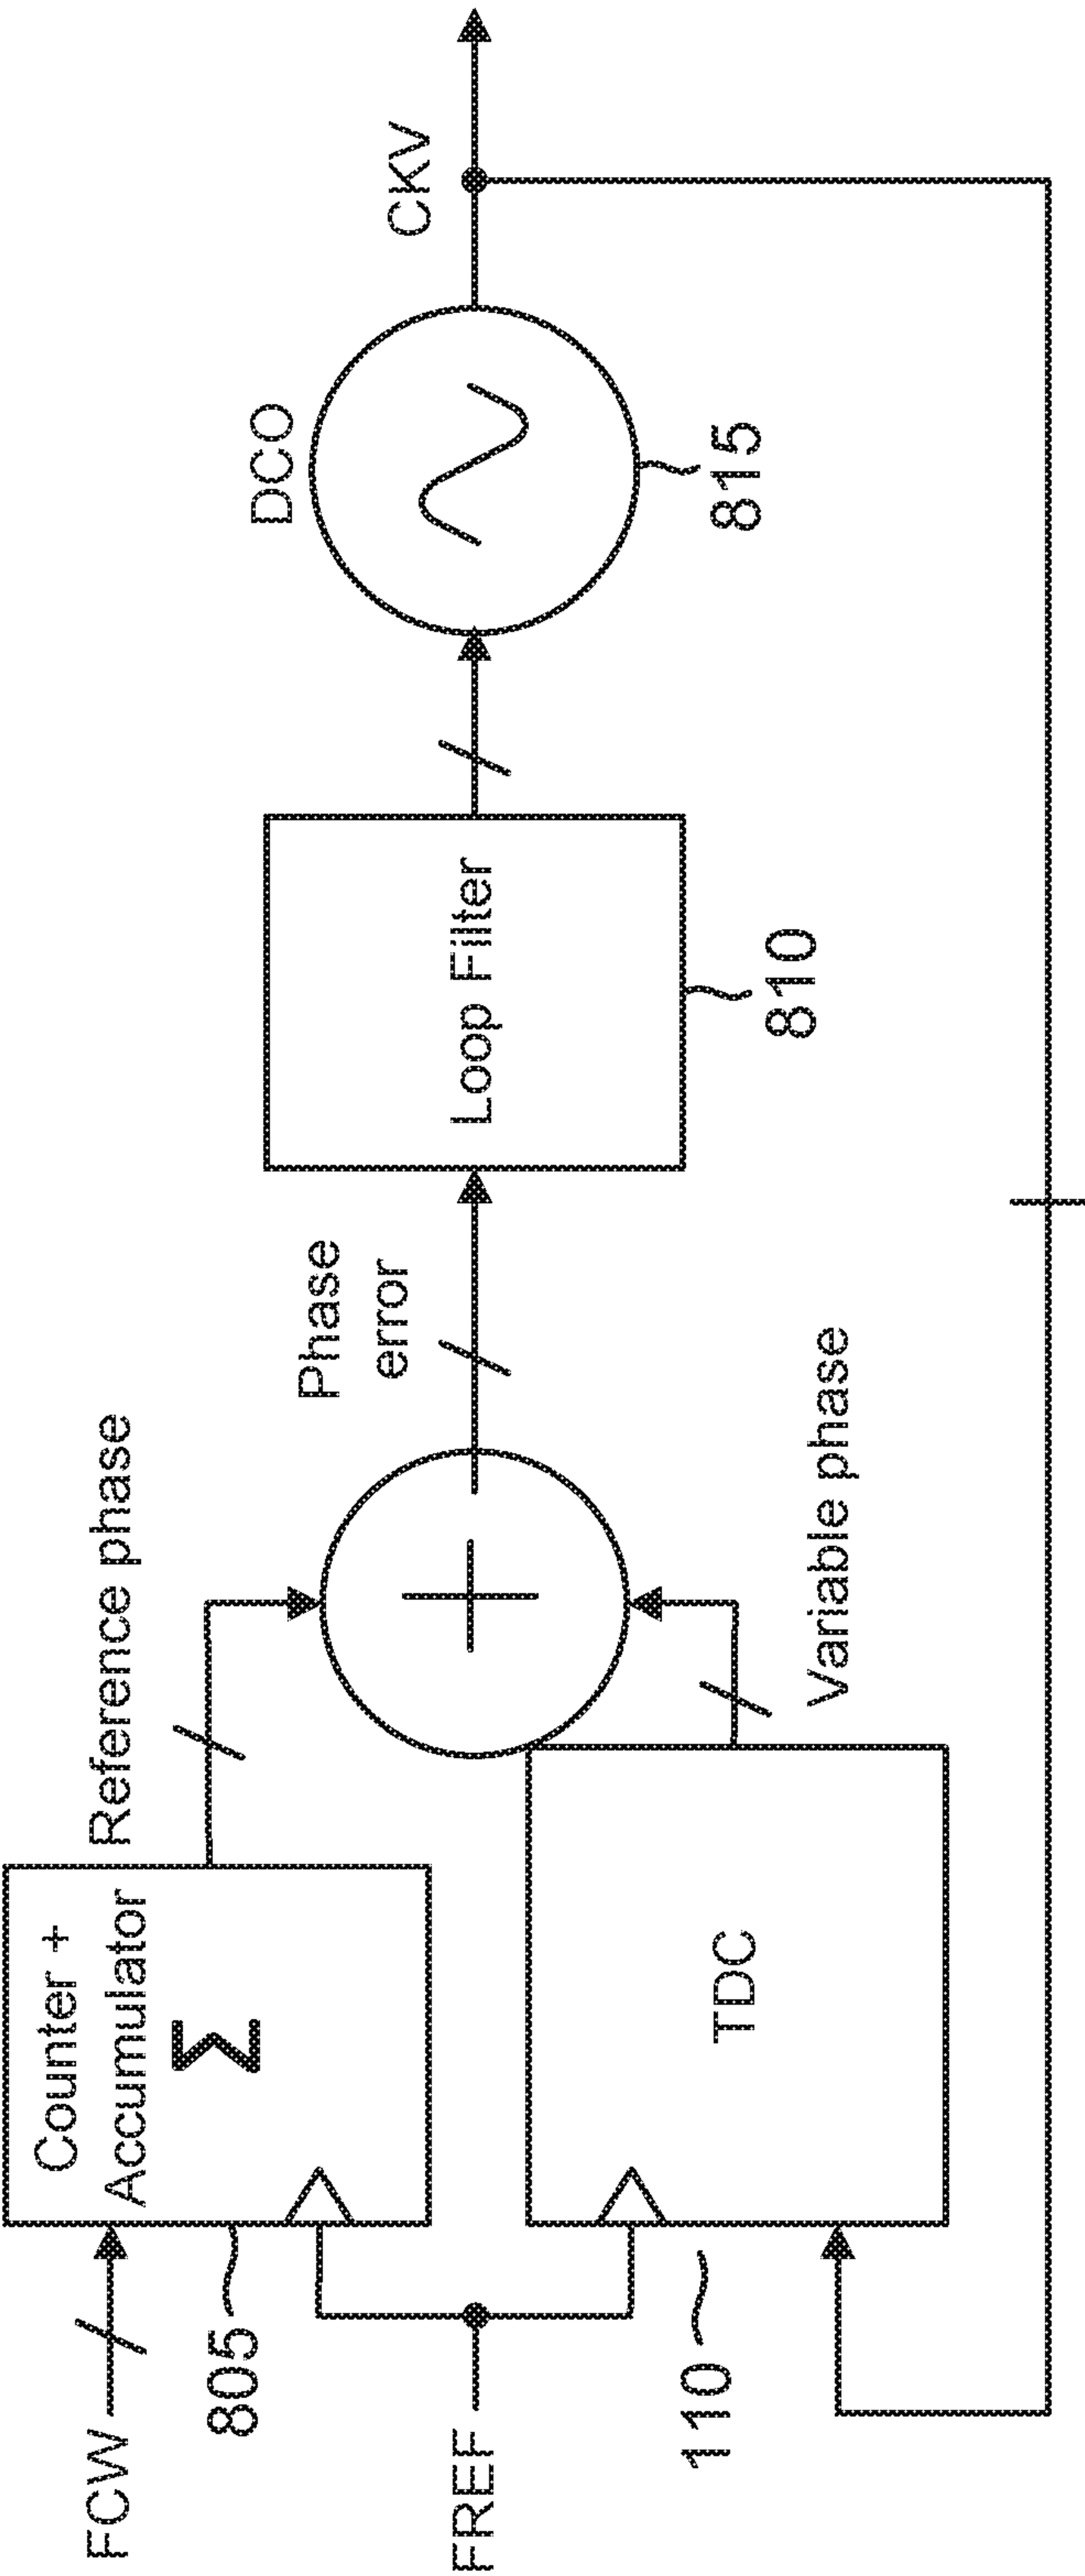 FCW
805
Counter +
Accumulator
Σ
Reference phase
FREF
110
TDC
Variable phase
+
Phase
error
Loop Filter
810
DCO
815
CKV